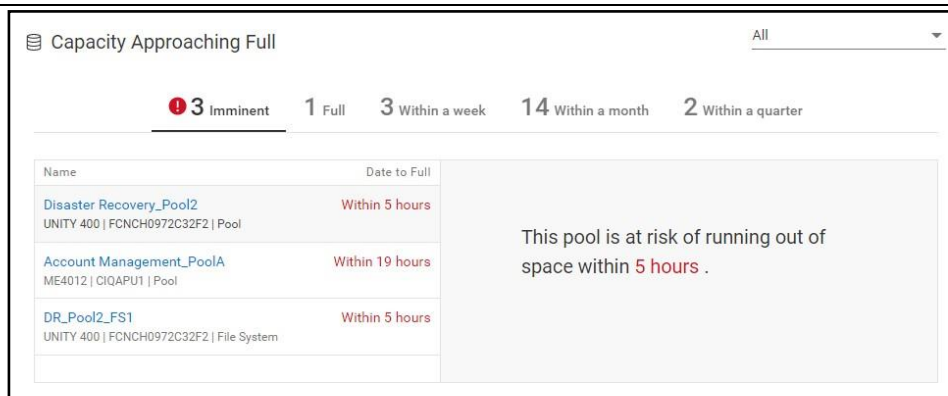 Capacity Approaching Full
All
3 Imminent
1 Full
3 Within a week
14 Within a month
2 Within a quarter
Name Date to Full
Disaster Recovery_Pool2 Within 5 hours
UNITY 400 | FCNCH0972C32F2 | Pool
Account Management_PoolA Within 19 hours
ME4012 | CIQAPU1 | Pool
DR_Pool2_FS1 Within 5 hours
UNITY 400 | FCNCH0972C32F2 | File System
This pool is at risk of running out of
space within 5 hours .